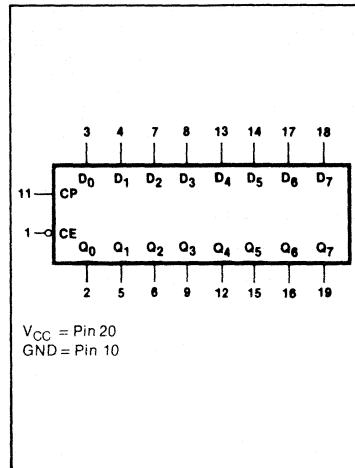 3 4 7 8 13 14 17 18
D0 D1 D2 D3 D4 D5 D6 D7
11 CP
1 CE
Q0 Q1 Q2 Q3 Q4 Q5 Q6 Q7
2 5 6 9 12 15 16 19
VCC = Pin 20
GND = Pin 10